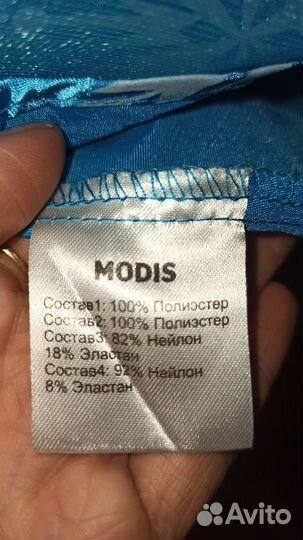 MODIS
Состав1: 100% Полиэстер
Состав2: 100% Полиэстер
Состав3: 82% Нейлон
18% Эластан
Состав4: 92% Нейлон
8% Эластан
Avito